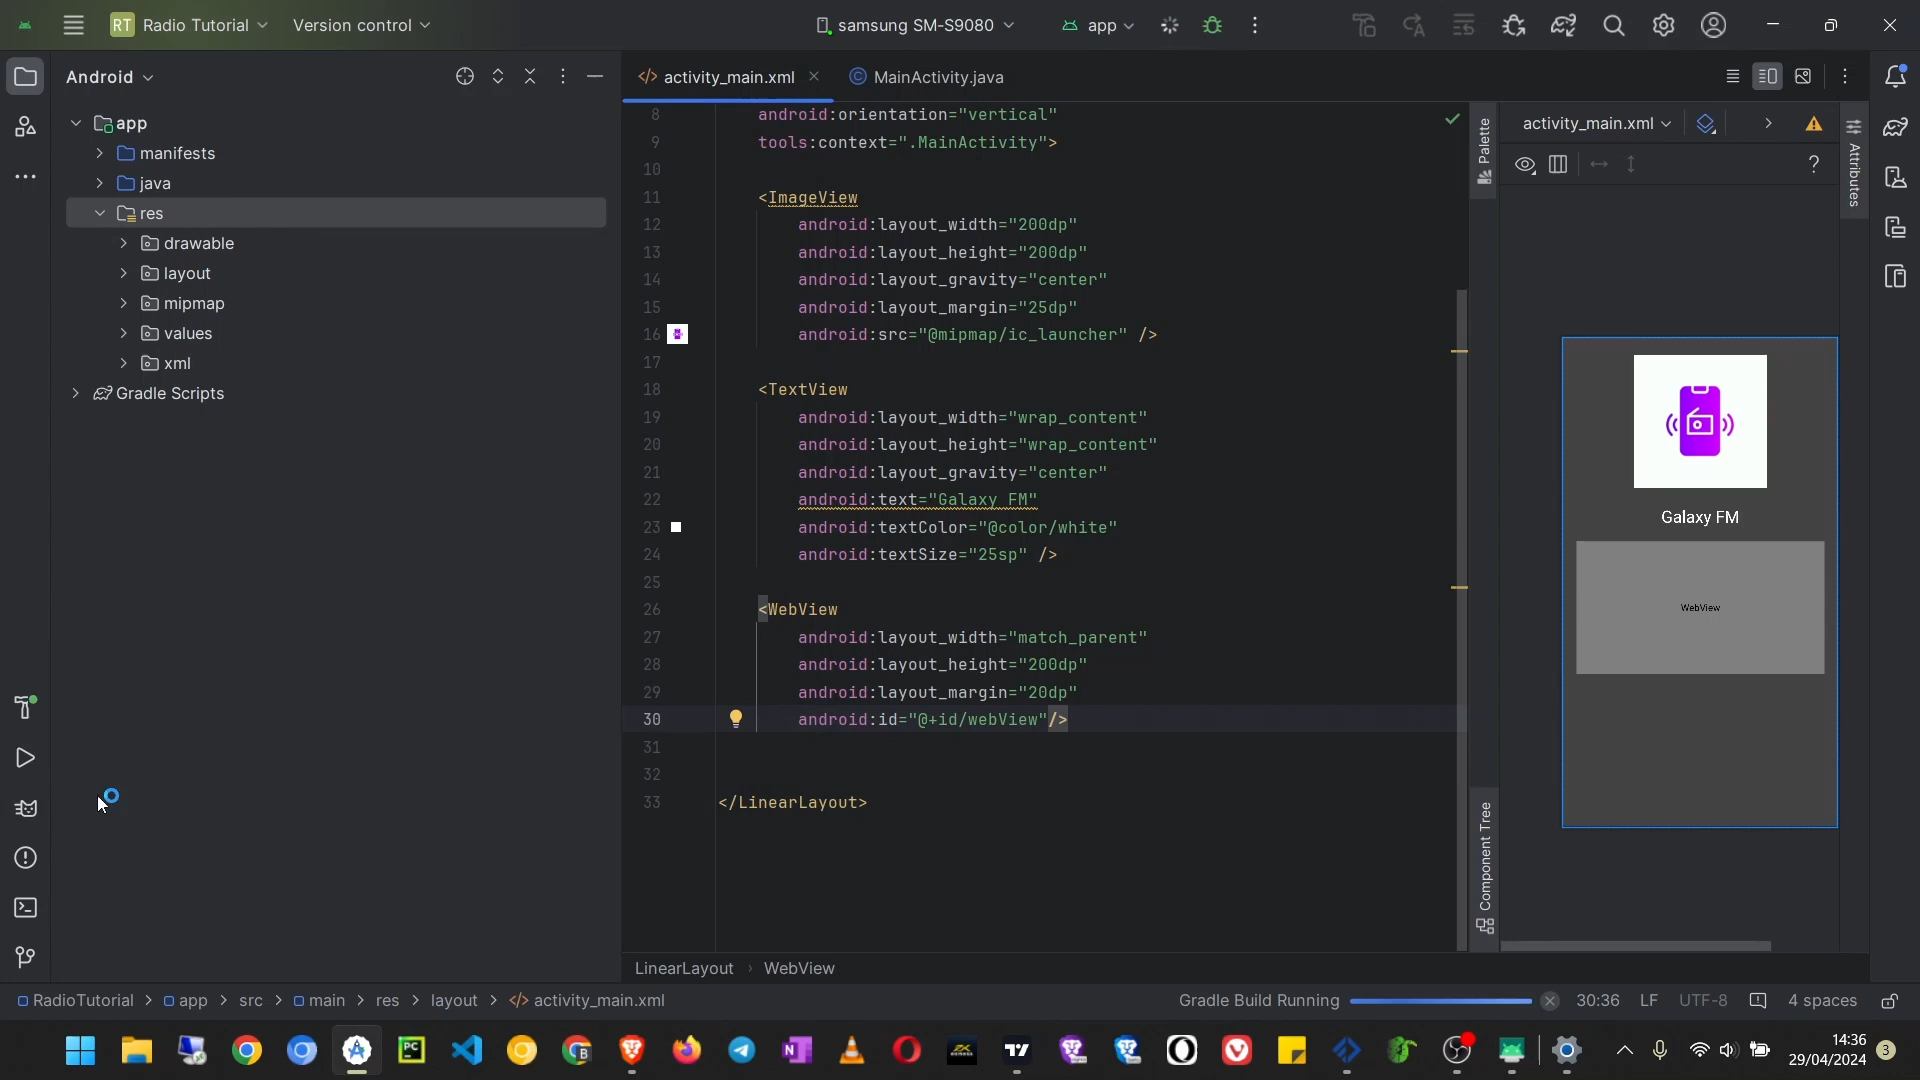 RT Radio Tutorial
Version control
samsung SM-S9080
app
Android
activity_main.xml
MainActivity.java
app
manifests
java
res
drawable
layout
mipmap
values
xml
Gradle Scripts
8 android:orientation="vertical"
9 tools:context=".MainActivity">
10
11 <ImageView
12 android:layout_width="200dp"
13 android:layout_height="200dp"
14 android:layout_gravity="center"
15 android:layout_margin="25dp"
16 android:src="@mipmap/ic_launcher" />
17
18 <TextView
19 android:layout_width="wrap_content"
20 android:layout_height="wrap_content"
21 android:layout_gravity="center"
22 android:text="Galaxy FM"
23 android:textColor="@color/white"
24 android:textSize="25sp" />
25
26 <WebView
27 android:layout_width="match_parent"
28 android:layout_height="200dp"
29 android:layout_margin="20dp"
30 android:id="@+id/webView"/>
31
32
33 </LinearLayout>
LinearLayout > WebView
Palette
Component Tree
activity_main.xml
?
Attributes
Galaxy FM
WebView
RadioTutorial > app > src > main > res > layout > activity_main.xml
Gradle Build Running
30:36 LF UTF-8 4 spaces
14:36
29/04/2024
3